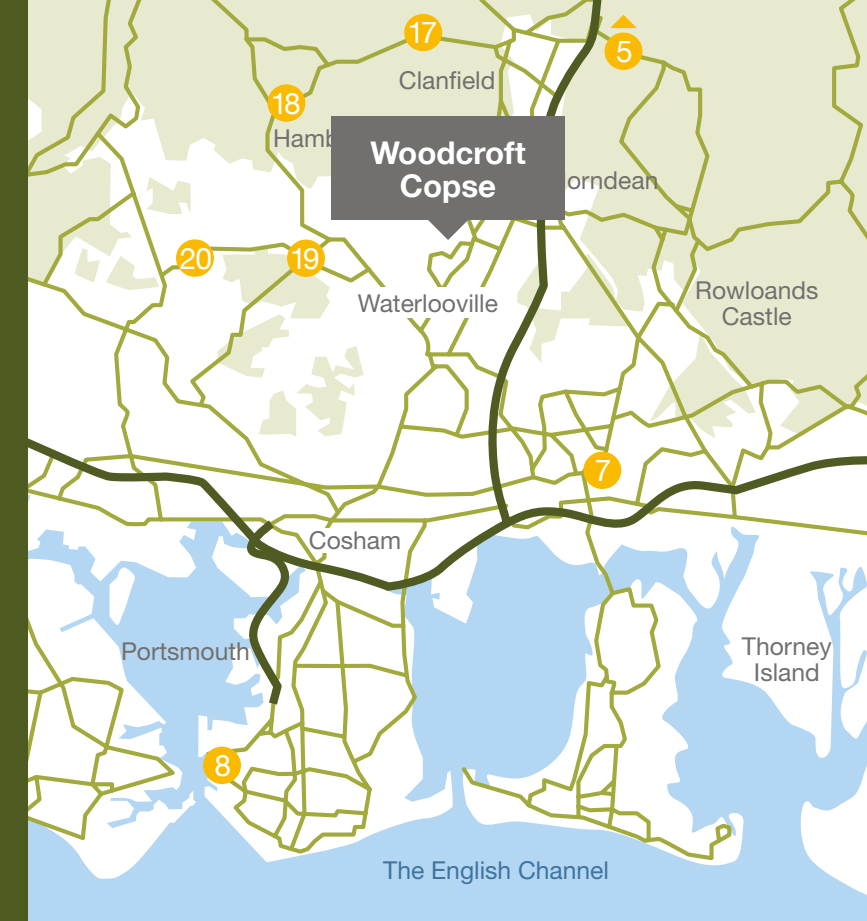 17
5
Clanfield
18
Hamb
Woodcroft
Copse
orndean
20
19
Rowloands
Castle
Waterlooville
7
Cosham
Portsmouth
Thorney
Island
8
The English Channel